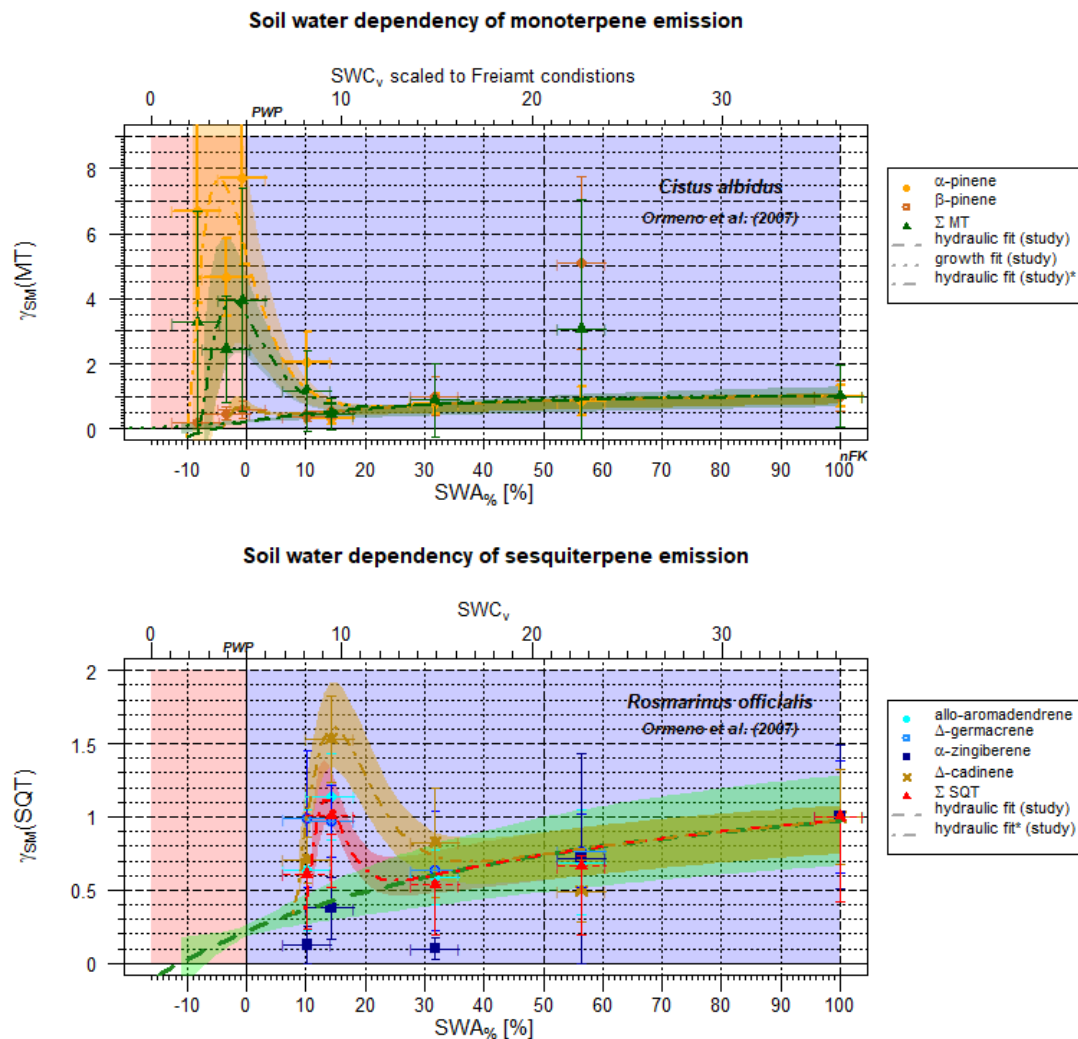 Soil water dependency of monoterpene emission
SWCv scaled to Freiamt condistions
0 10 20 30
PWP
8
6
4
2
0
γSM(MT)
Cistus albidus
Ormeno et al. (2007)
α-pinene
β-pinene
Σ MT
hydraulic fit (study)
growth fit (study)
hydraulic fit (study)*
nFK
-10 0 10 20 30 40 50 60 70 80 90 100
SWA% [%]
Soil water dependency of sesquiterpene emission
SWCv
0 10 20 30
PWP
2
1.5
1
0.5
0
γSM(SQT)
Rosmarinus officialis
Ormeno et al. (2007)
allo-aromadendrene
Δ-germacrene
α-zingiberene
Δ-cadinene
Σ SQT
hydraulic fit (study)
hydraulic fit* (study)
-10 0 10 20 30 40 50 60 70 80 90 100
SWA% [%]